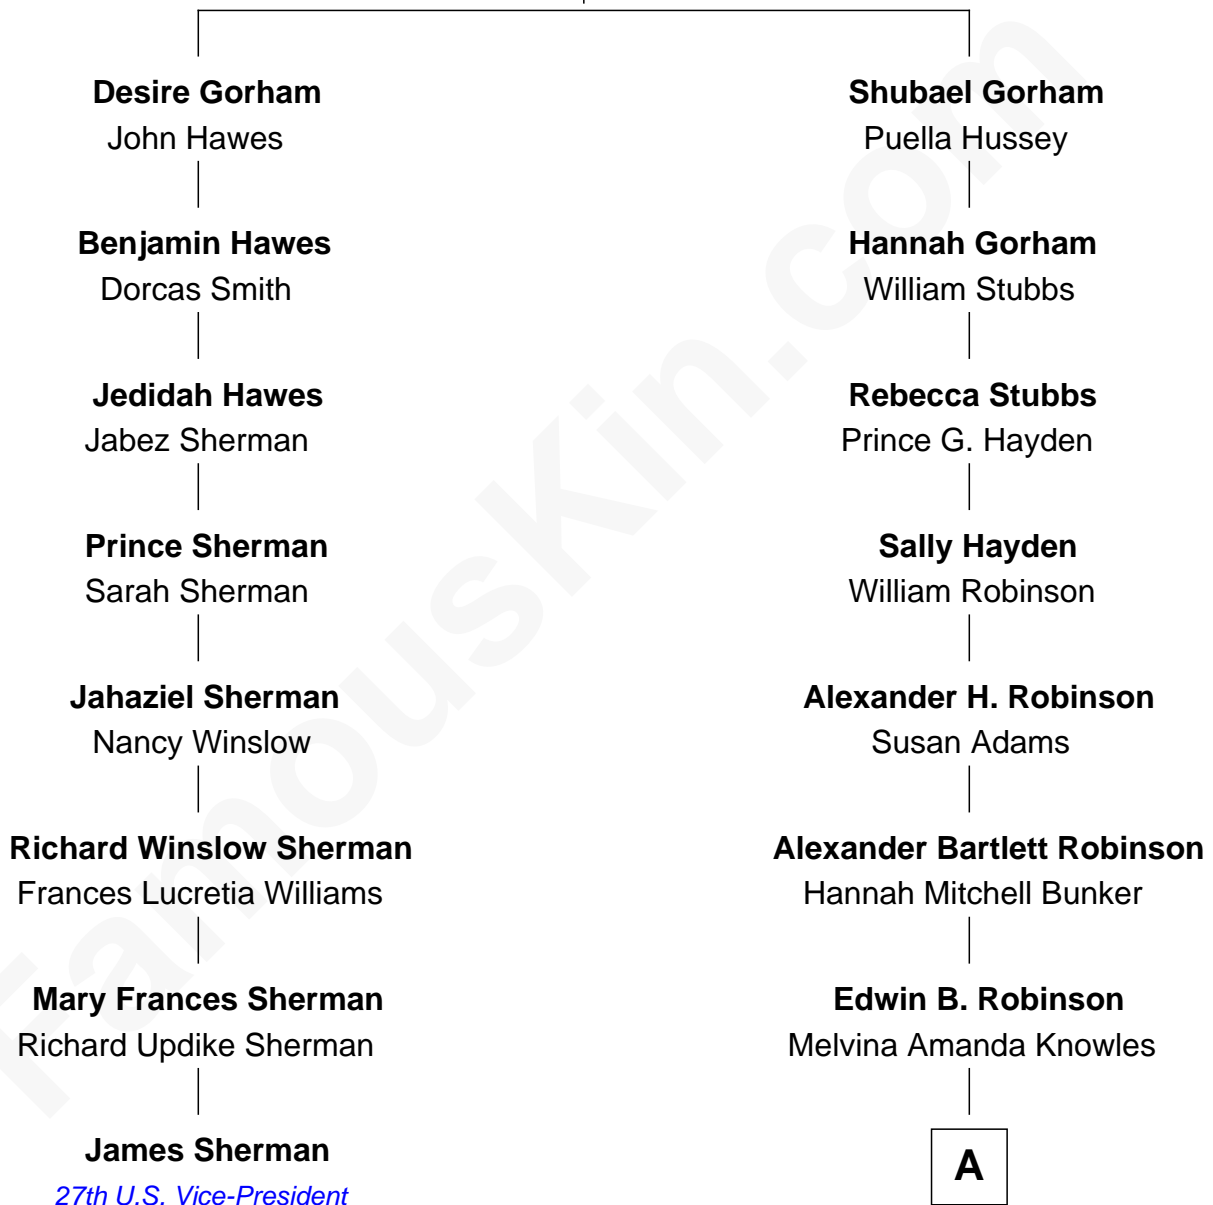 Desire Gorham
John Hawes
Benjamin Hawes
Dorcas Smith
Jedidah Hawes
Jabez Sherman
Prince Sherman
Sarah Sherman
Jahaziel Sherman
Nancy Winslow
Richard Winslow Sherman
Frances Lucretia Williams
Mary Frances Sherman
Richard Updike Sherman
James Sherman
27th U.S. Vice-President
Shubael Gorham
Puella Hussey
Hannah Gorham
William Stubbs
Rebecca Stubbs
Prince G. Hayden
Sally Hayden
William Robinson
Alexander H. Robinson
Susan Adams
Alexander Bartlett Robinson
Hannah Mitchell Bunker
Edwin B. Robinson
Melvina Amanda Knowles
A
FamousKin.com